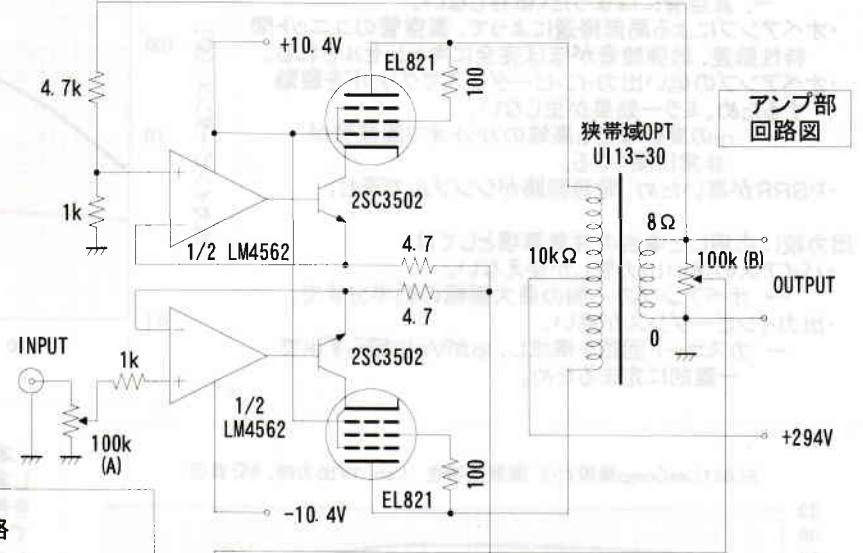 +10.4V
EL821
100
4.7k
アンプ部
回路図
狭帯域OPT
UI13-30
2SC3502
1k
1/2 LM4562
4.7
10kΩ
8Ω
100k (B)
OUTPUT
4.7
0
INPUT
1k
2SC3502
1/2
LM4562
100k
(A)
+294V
100
EL821
-10.4V